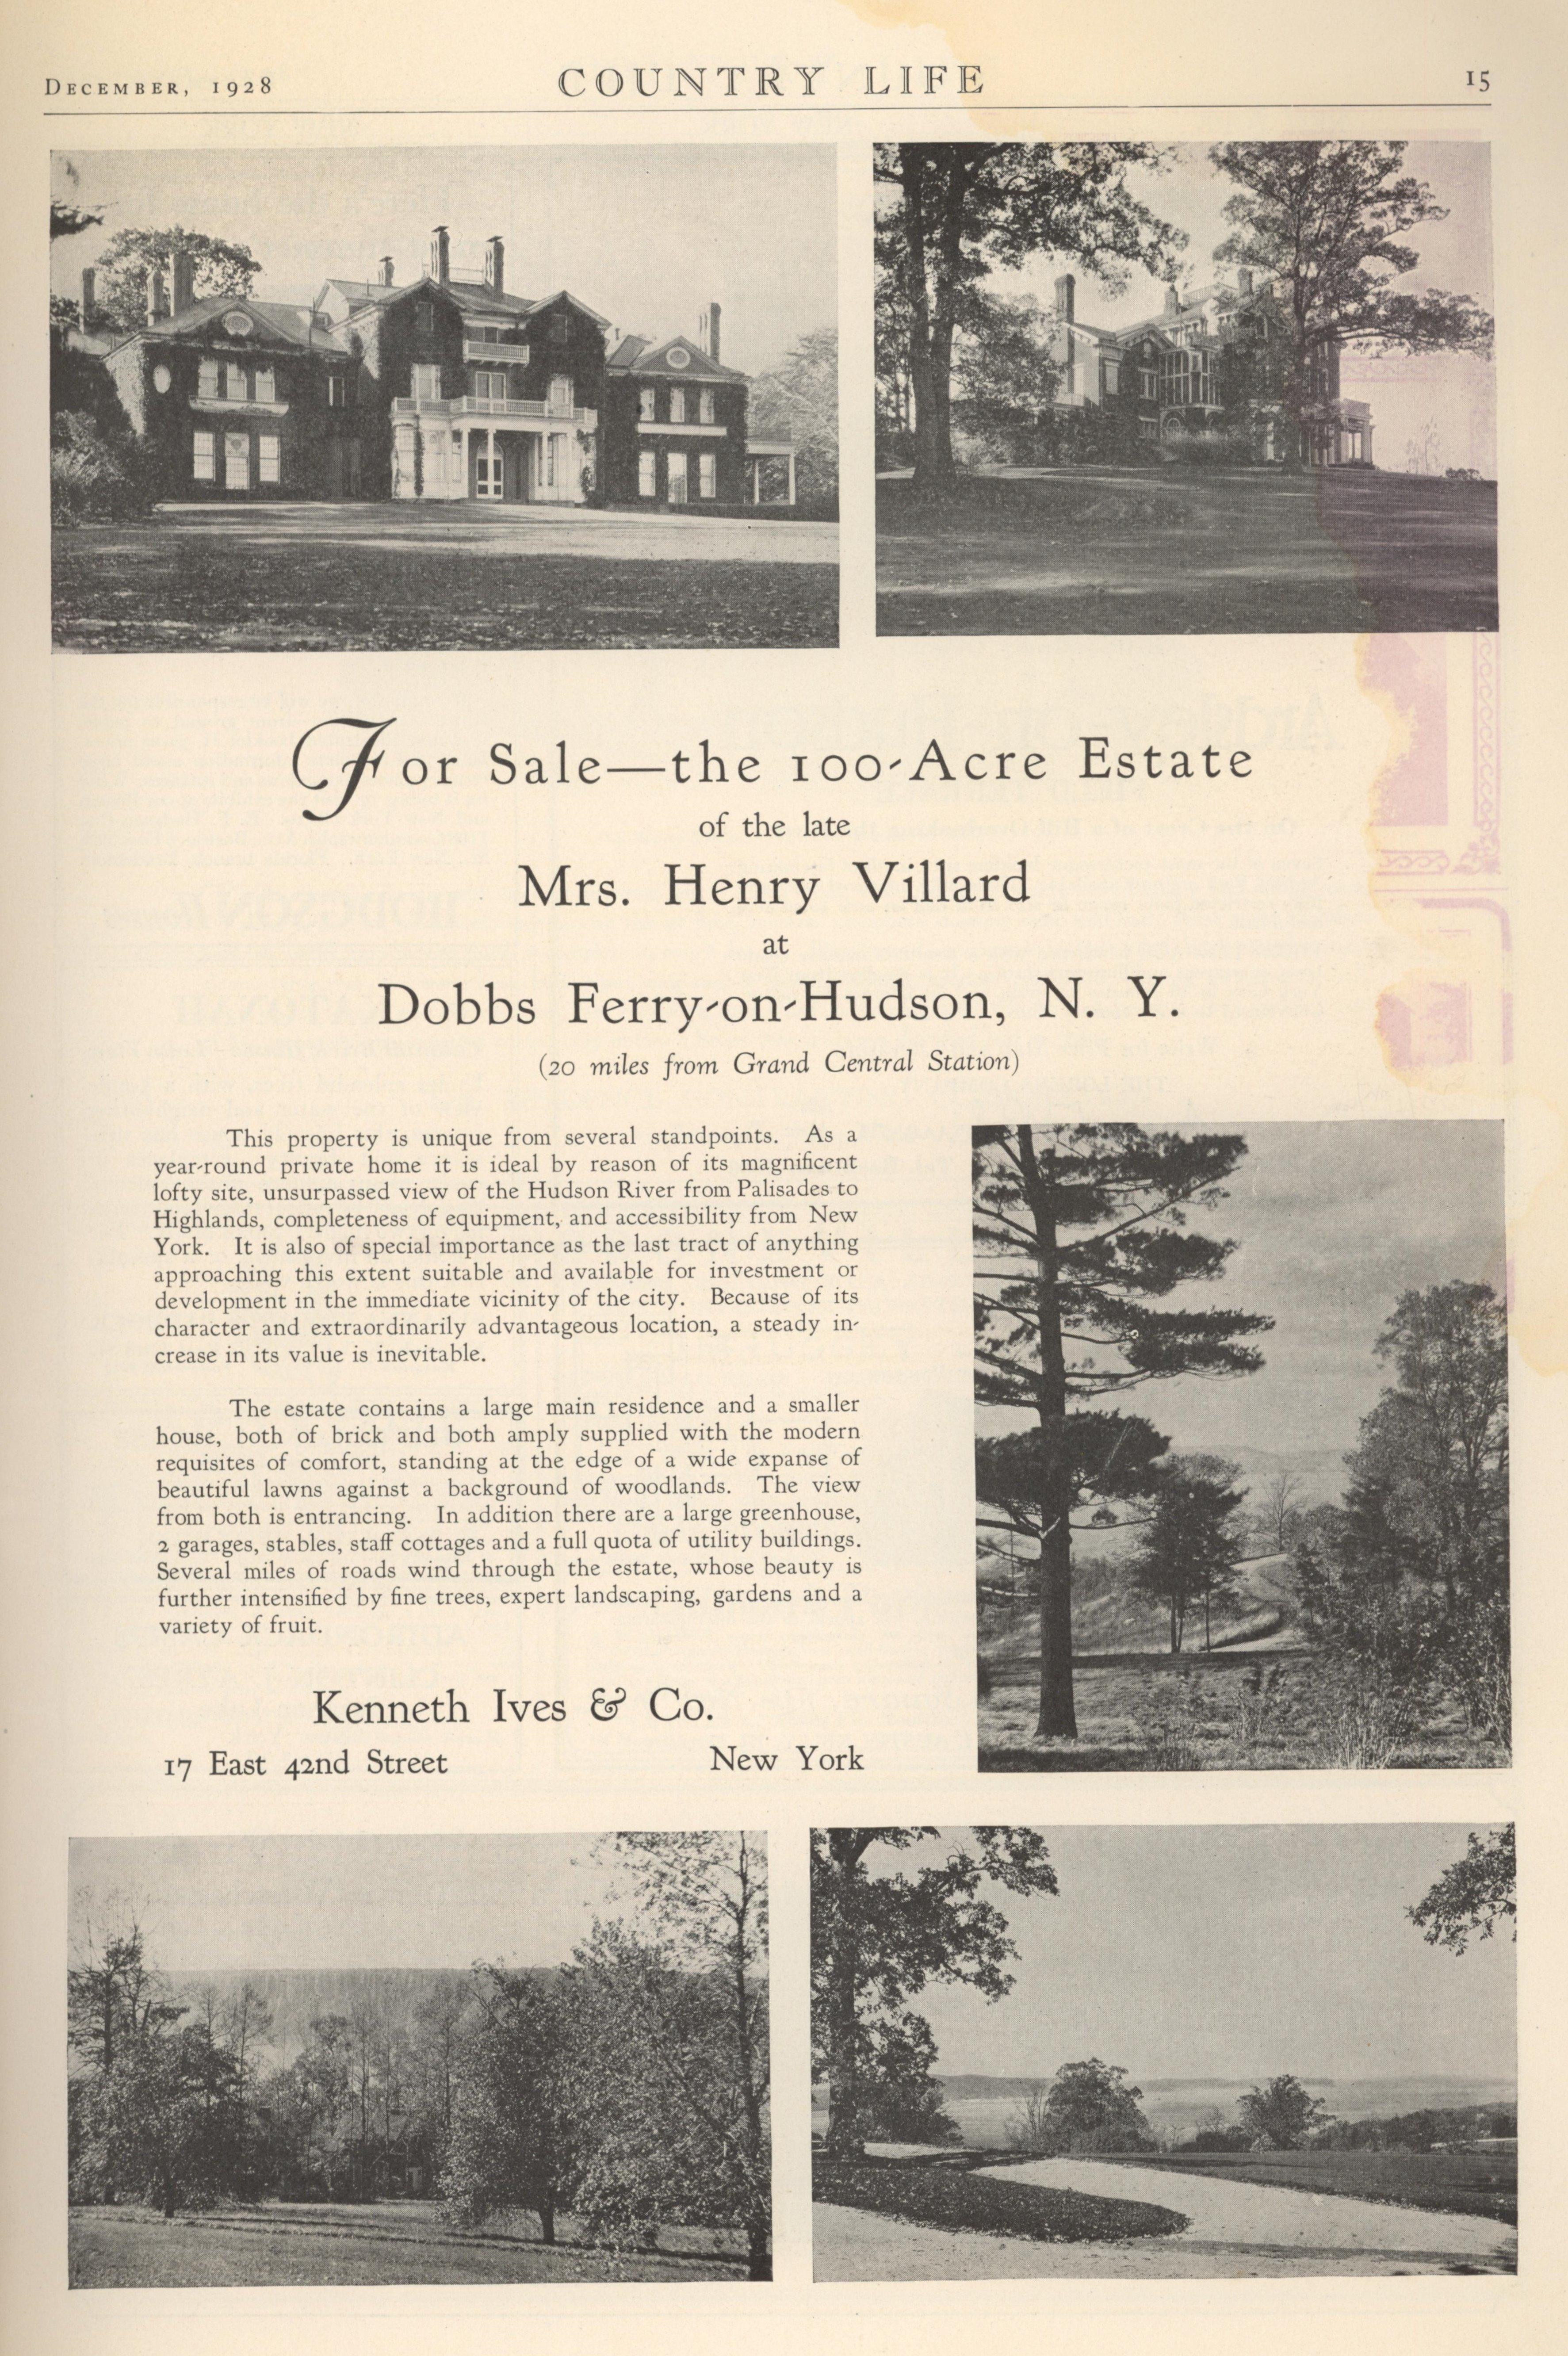 December, 1928
COUNTRY LIFE
15
For Sale—the 100-Acre Estate
of the late
Mrs. Henry Villard
at
Dobbs Ferry-on-Hudson, N. Y.
(20 miles from Grand Central Station)
This property is unique from several standpoints. As a
year-round private home it is ideal by reason of its magnificent
lofty site, unsurpassed view of the Hudson River from Palisades to
Highlands, completeness of equipment, and accessibility from New
York. It is also of special importance as the last tract of anything
approaching this extent suitable and available for investment or
development in the immediate vicinity of the city. Because of its
character and extraordinarily advantageous location, a steady in-
crease in its value is inevitable.
The estate contains a large main residence and a smaller
house, both of brick and both amply supplied with the modern
requisites of comfort, standing at the edge of a wide expanse of
beautiful lawns against a background of woodlands. The view
from both is entrancing. In addition there are a large greenhouse,
2 garages, stables, staff cottages and a full quota of utility buildings.
Several miles of roads wind through the estate, whose beauty is
further intensified by fine trees, expert landscaping, gardens and a
variety of fruit.
Kenneth Ives & Co.
17 East 42nd Street New York